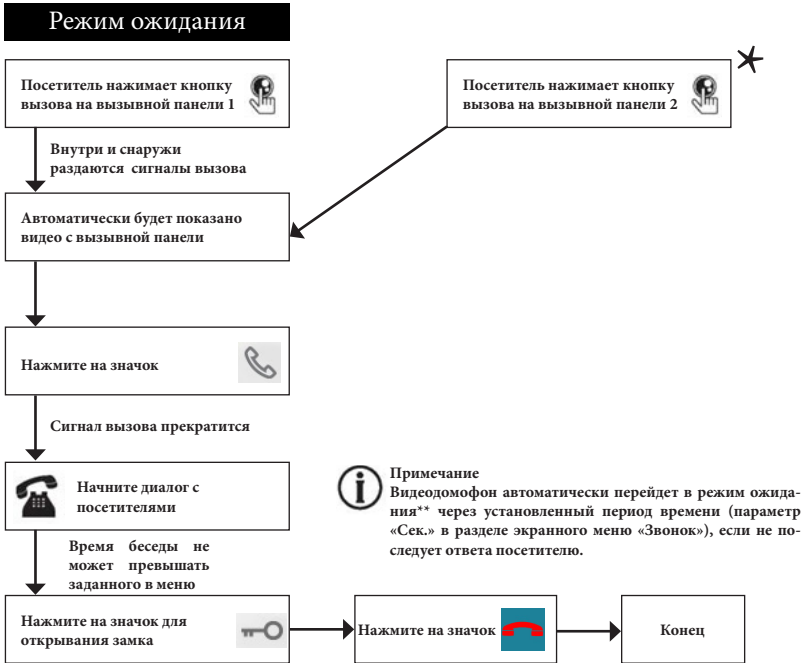 Режим ожидания
Посетитель нажимает кнопку
вызова на вызывной панели 1
Посетитель нажимает кнопку
вызова на вызывной панели 2
Внутри и снаружи
раздаются сигналы вызова
Автоматически будет показано
видео с вызывной панели
Нажмите на значок
Сигнал вызова прекратится
Начните диалог с
посетителями
Примечание
Видеодомофон автоматически перейдет в режим ожида-
ния** через установленный период времени (параметр
«Сек.» в разделе экранного меню «Звонок»), если не по-
следует ответа посетителю.
Время беседы не
может превышать
заданного в меню
Нажмите на значок для
открывания замка
Нажмите на значок
Конец